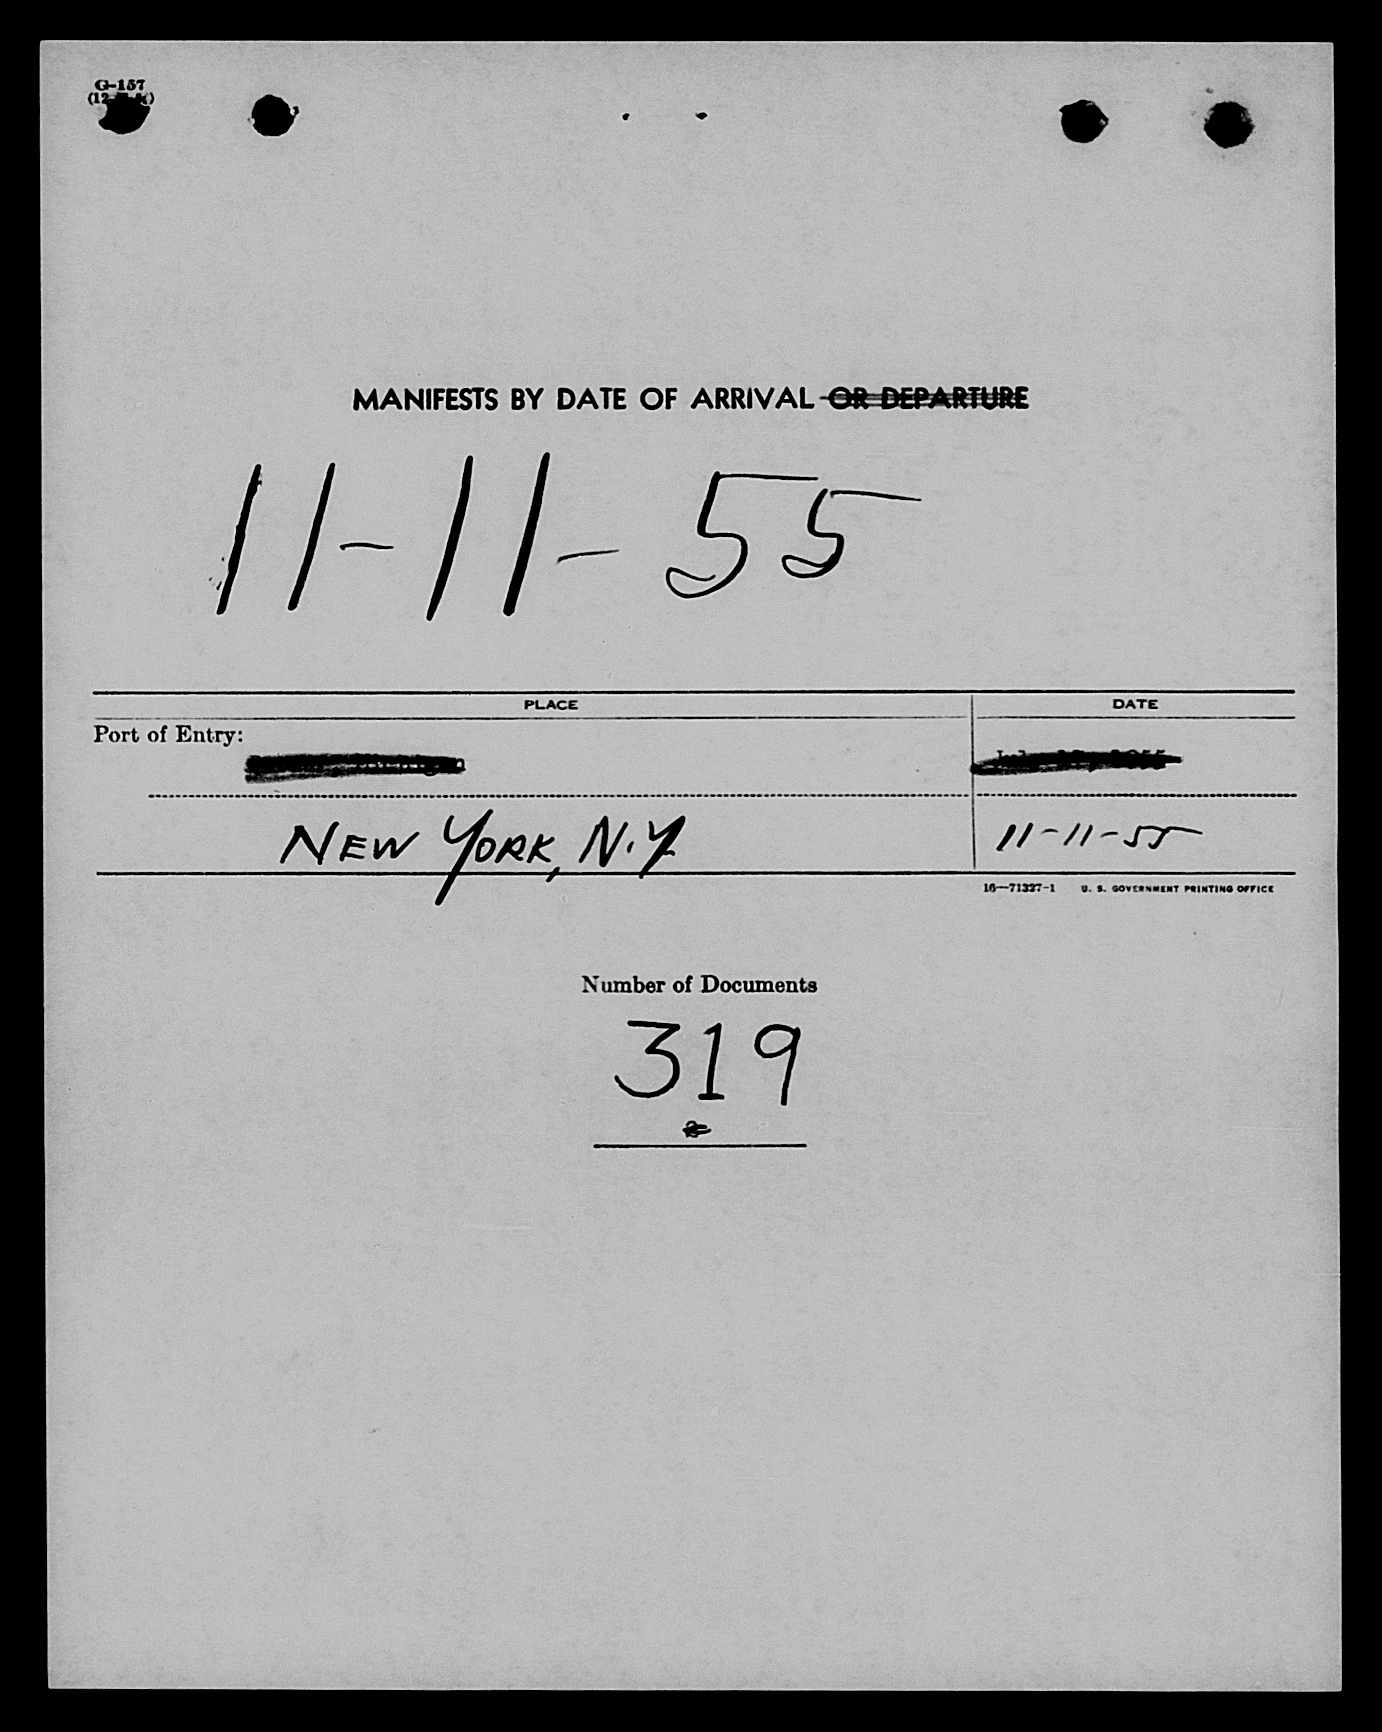 G-157
MANIFESTS BY DATE OF ARRIVAL OR DEPARTURE
11-11-55
PLACE DATE
Port of Entry:
NEW YORK, N.Y 11-11-55
16—71327-1 U. S. GOVERNMENT PRINTING OFFICE
Number of Documents
319